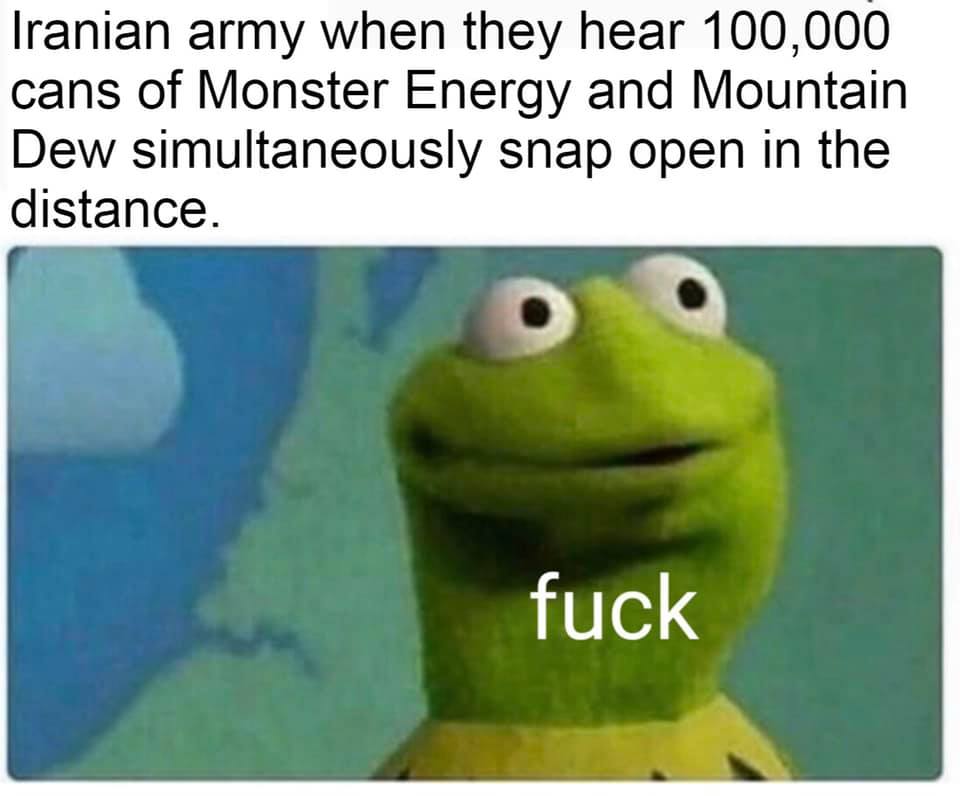 Iranian army when they hear 100,000
cans of Monster Energy and Mountain
Dew simultaneously snap open in the
distance.
fuck